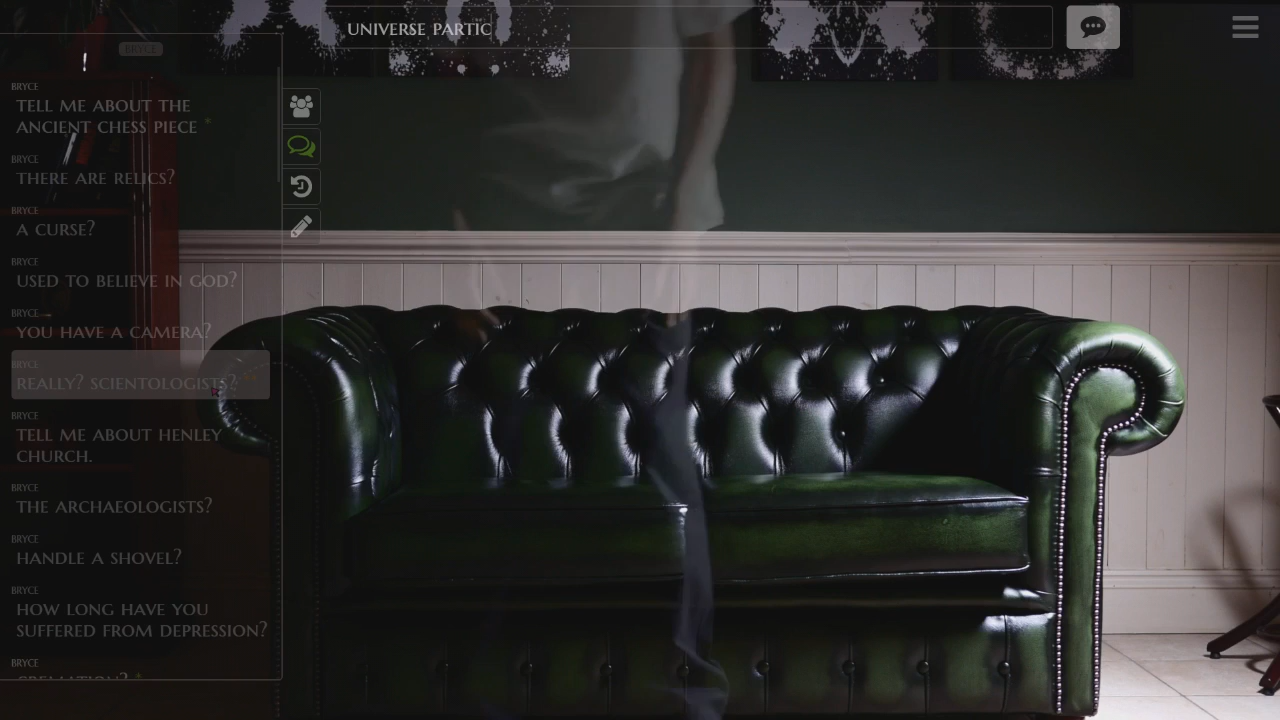 UNIVERSE PARTIC
BRYCE
BRYCE
TELL ME ABOUT THE
ANCIENT CHESS PIECE *
BRYCE
THERE ARE RELICS?
BRYCE
A CURSE?
BRYCE
USED TO BELIEVE IN GOD?
BRYCE
YOU HAVE A CAMERA?
BRYCE
REALLY? SCIENTOLOGISTS? **
BRYCE
TELL ME ABOUT HENLEY
CHURCH.
BRYCE
THE ARCHAEOLOGISTS?
BRYCE
HANDLE A SHOVEL?
BRYCE
HOW LONG HAVE YOU
SUFFERED FROM DEPRESSION?
BRYCE
CREMATION? *